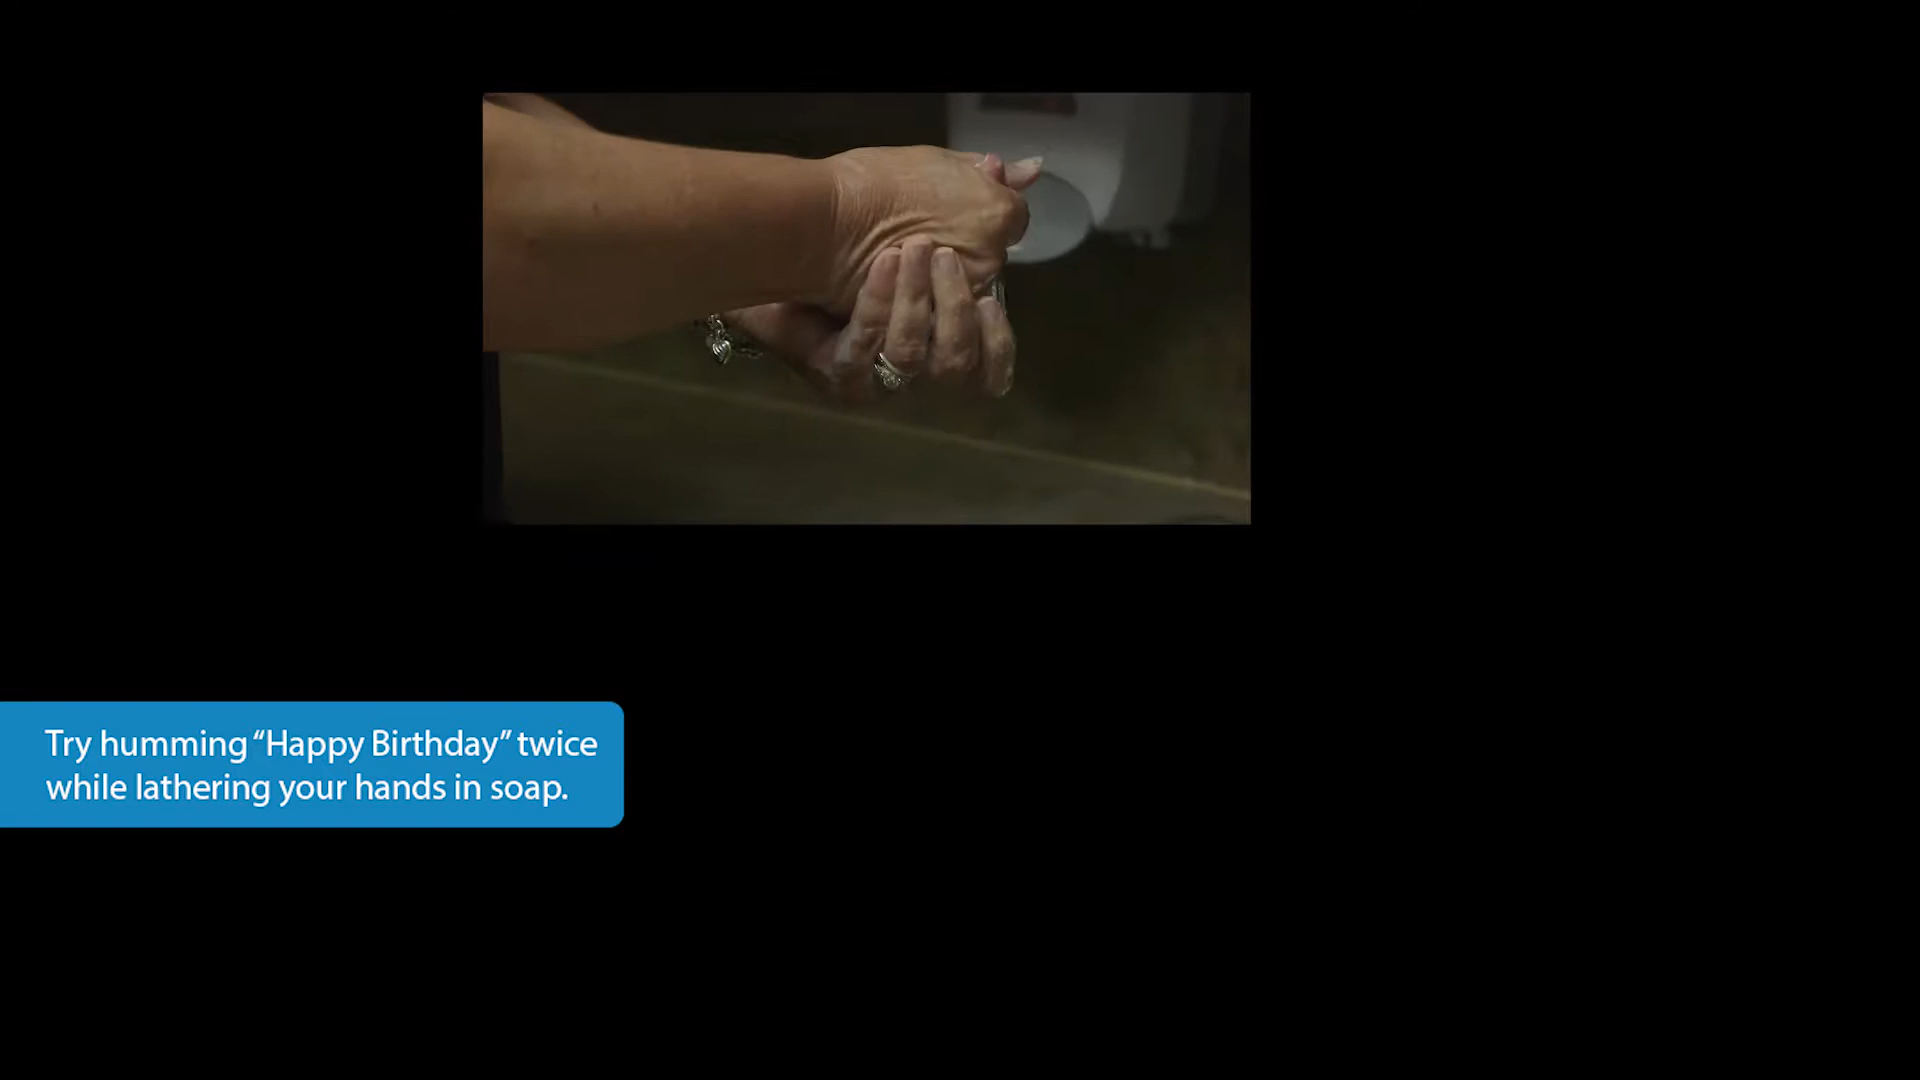 Try humming “Happy Birthday” twice
while lathering your hands in soap.